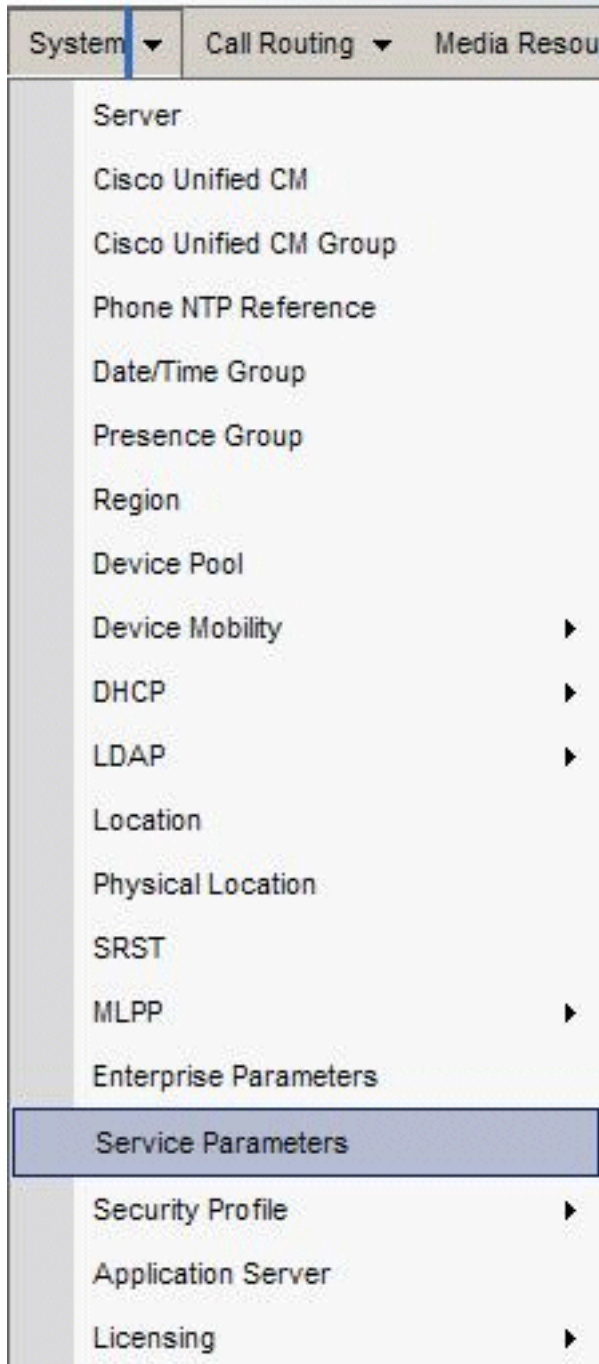 System Call Routing Media Resou
Server
Cisco Unified CM
Cisco Unified CM Group
Phone NTP Reference
Date/Time Group
Presence Group
Region
Device Pool
Device Mobility
DHCP
LDAP
Location
Physical Location
SRST
MLPP
Enterprise Parameters
Service Parameters
Security Profile
Application Server
Licensing